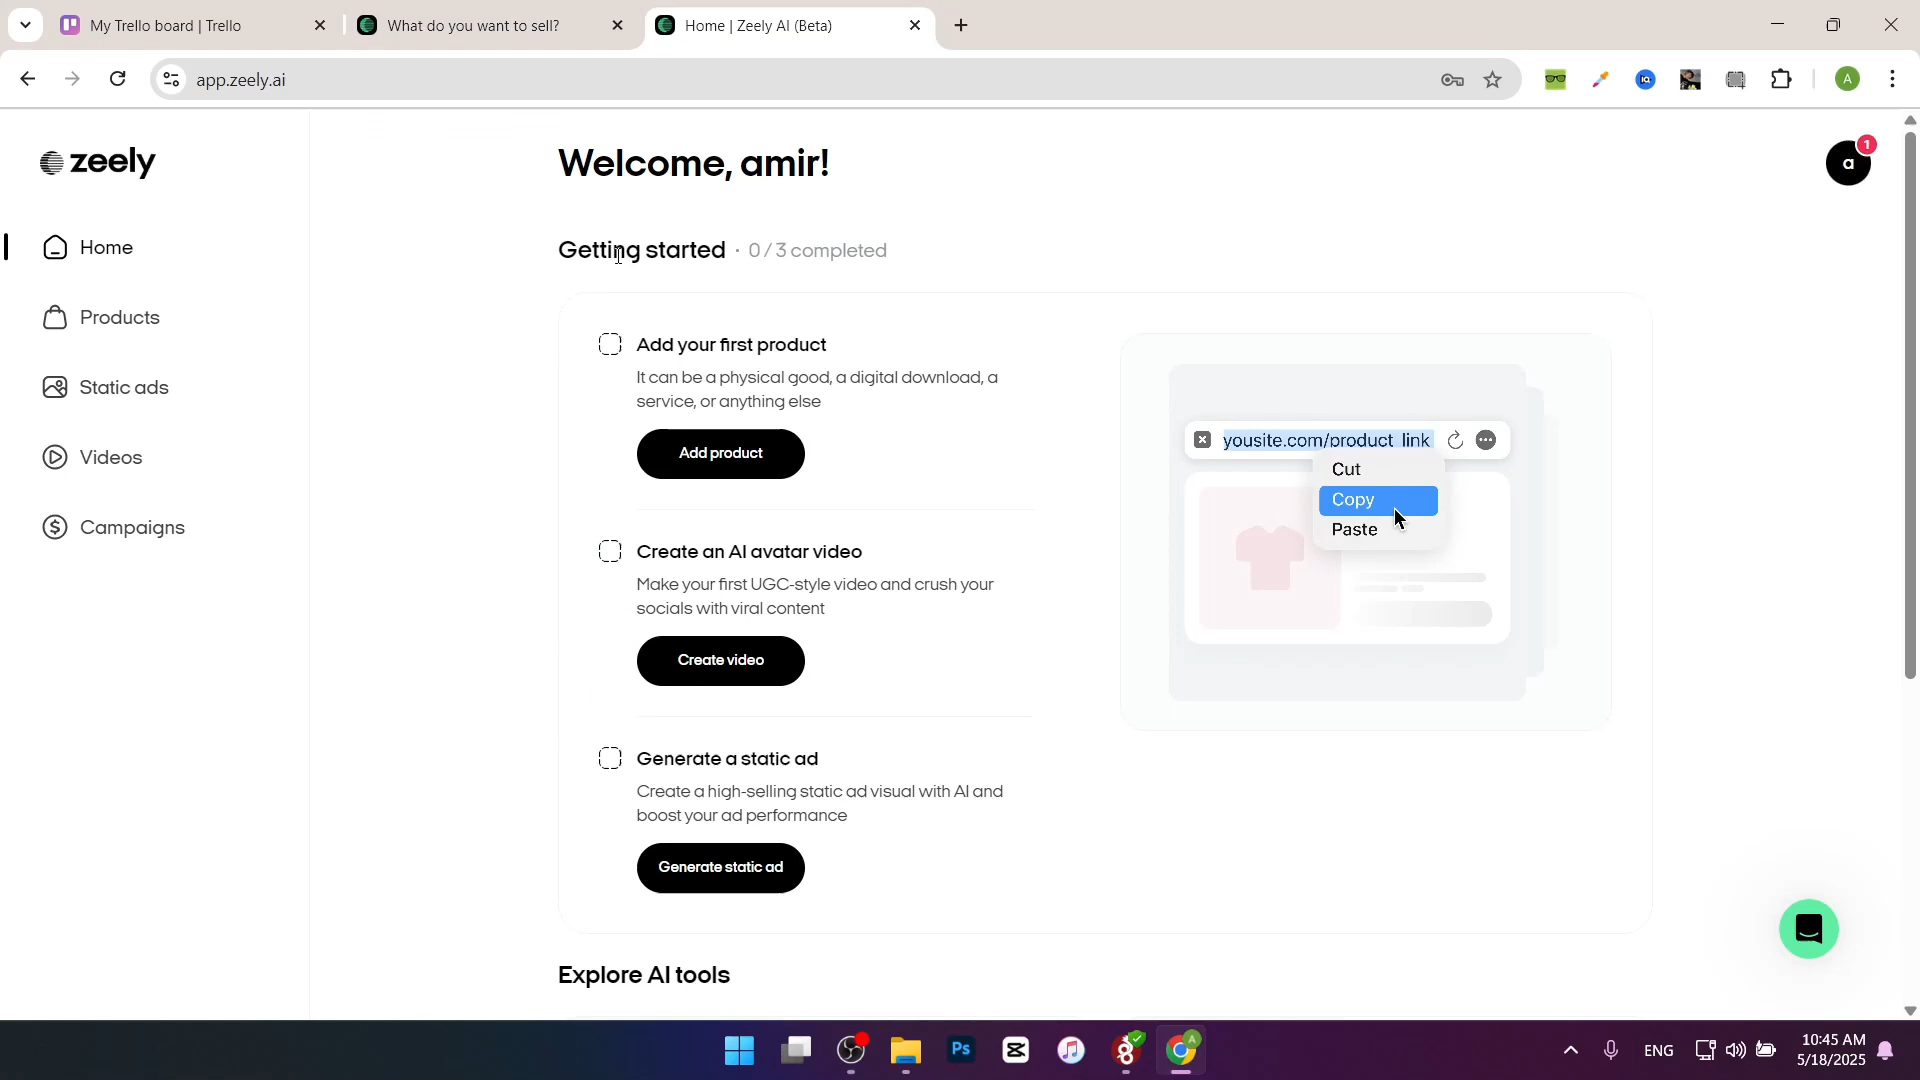 My Trello board | Trello
What do you want to sell?
Home | Zeely AI (Beta)
app.zeely.ai
A
zeely
Welcome, amir!
a
1
Home
Products
Static ads
Videos
Campaigns
Getting started · 0 / 3 completed
Add your first product
It can be a physical good, a digital download, a
service, or anything else
Add product
Create an AI avatar video
Make your first UGC-style video and crush your
socials with viral content
Create video
Generate a static ad
Create a high-selling static ad visual with AI and
boost your ad performance
Generate static ad
yousite.com/product_link
Cut
Copy
Paste
Explore AI tools
Ps
A
ENG
10:45 AM
5/18/2025